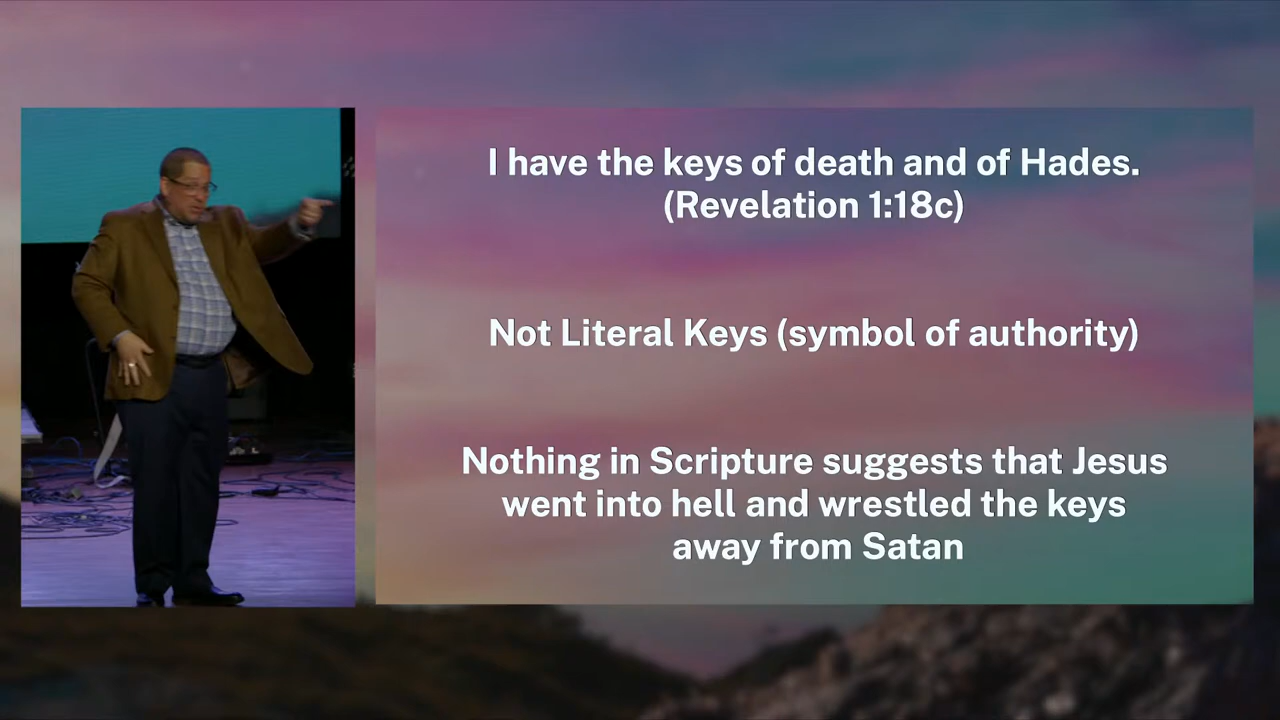 I have the keys of death and of Hades.
(Revelation 1:18c)
Not Literal Keys (symbol of authority)
Nothing in Scripture suggests that Jesus
went into hell and wrestled the keys
away from Satan